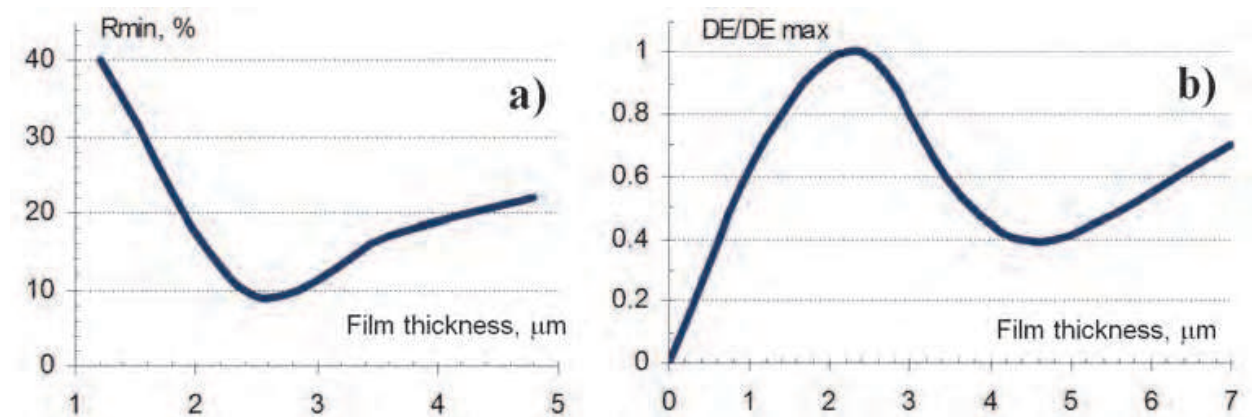 Rmin, %
40
30
20
10
0
a)
Film thickness, μm
1 2 3 4 5
DE/DE max
1
0.8
0.6
0.4
0.2
0
b)
Film thickness, μm
0 1 2 3 4 5 6 7